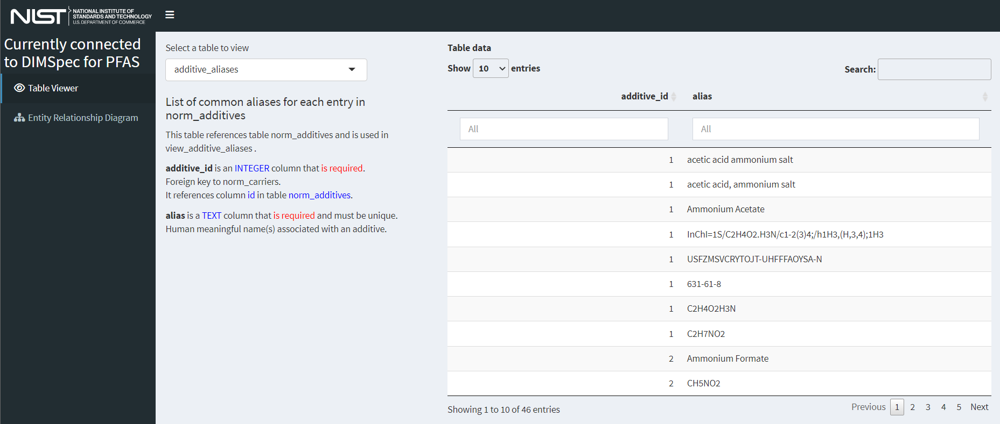 NIST
NATIONAL INSTITUTE OF
STANDARDS AND TECHNOLOGY
U.S. DEPARTMENT OF COMMERCE
Currently connected
to DIMSpec for PFAS
Table Viewer
Entity Relationship Diagram
Select a table to view
additive_aliases
List of common aliases for each entry in
norm_additives
This table references table norm_additives and is used in
view_additive_aliases .
additive_id is an INTEGER column that is required.
Foreign key to norm_carriers.
It references column id in table norm_additives.
alias is a TEXT column that is required and must be unique.
Human meaningful name(s) associated with an additive.
Table data
Show 10 entries
Search:
additive_id alias
All All
1 acetic acid ammonium salt
1 acetic acid, ammonium salt
1 Ammonium Acetate
1 InChI=1S/C2H4O2.H3N/c1-2(3)4;/h1H3,(H,3,4);1H3
1 USFZMSVCRYTOJT-UHFFFAOYSA-N
1 631-61-8
1 C2H4O2H3N
1 C2H7NO2
2 Ammonium Formate
2 CH5NO2
Showing 1 to 10 of 46 entries
Previous 1 2 3 4 5 Next